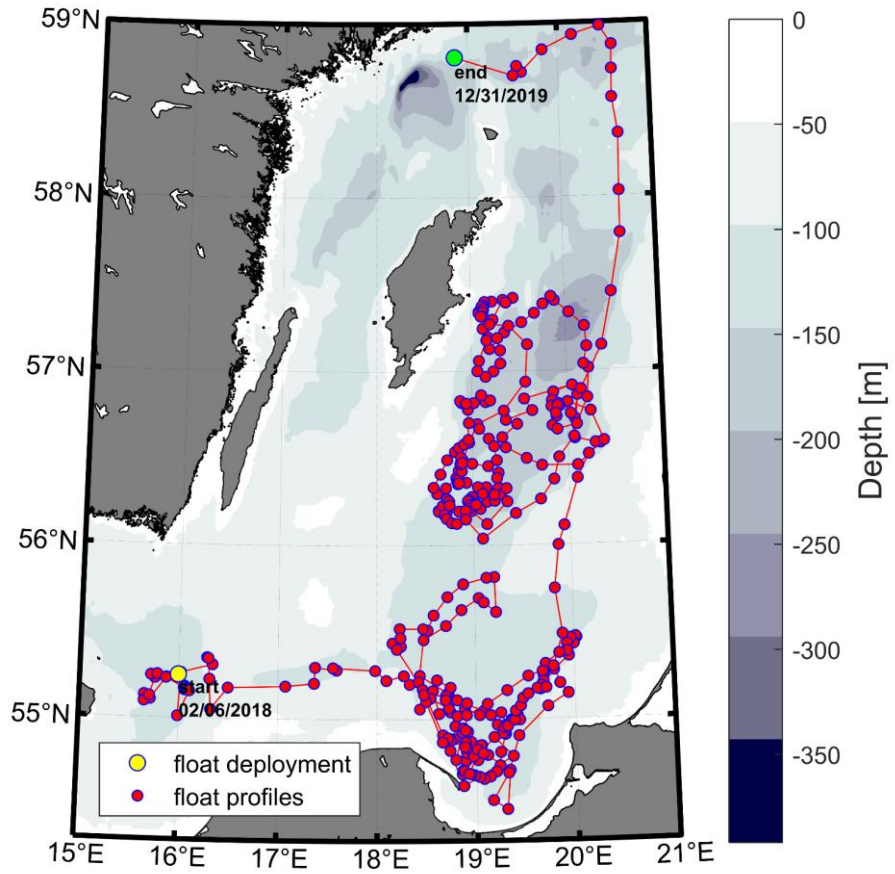 59°N
58°N
57°N
56°N
55°N
15°E
16°E
17°E
18°E
19°E
20°E
21°E
end
12/31/2019
start
02/06/2018
float deployment
float profiles
0
-50
-100
-150
-200
-250
-300
-350
Depth [m]